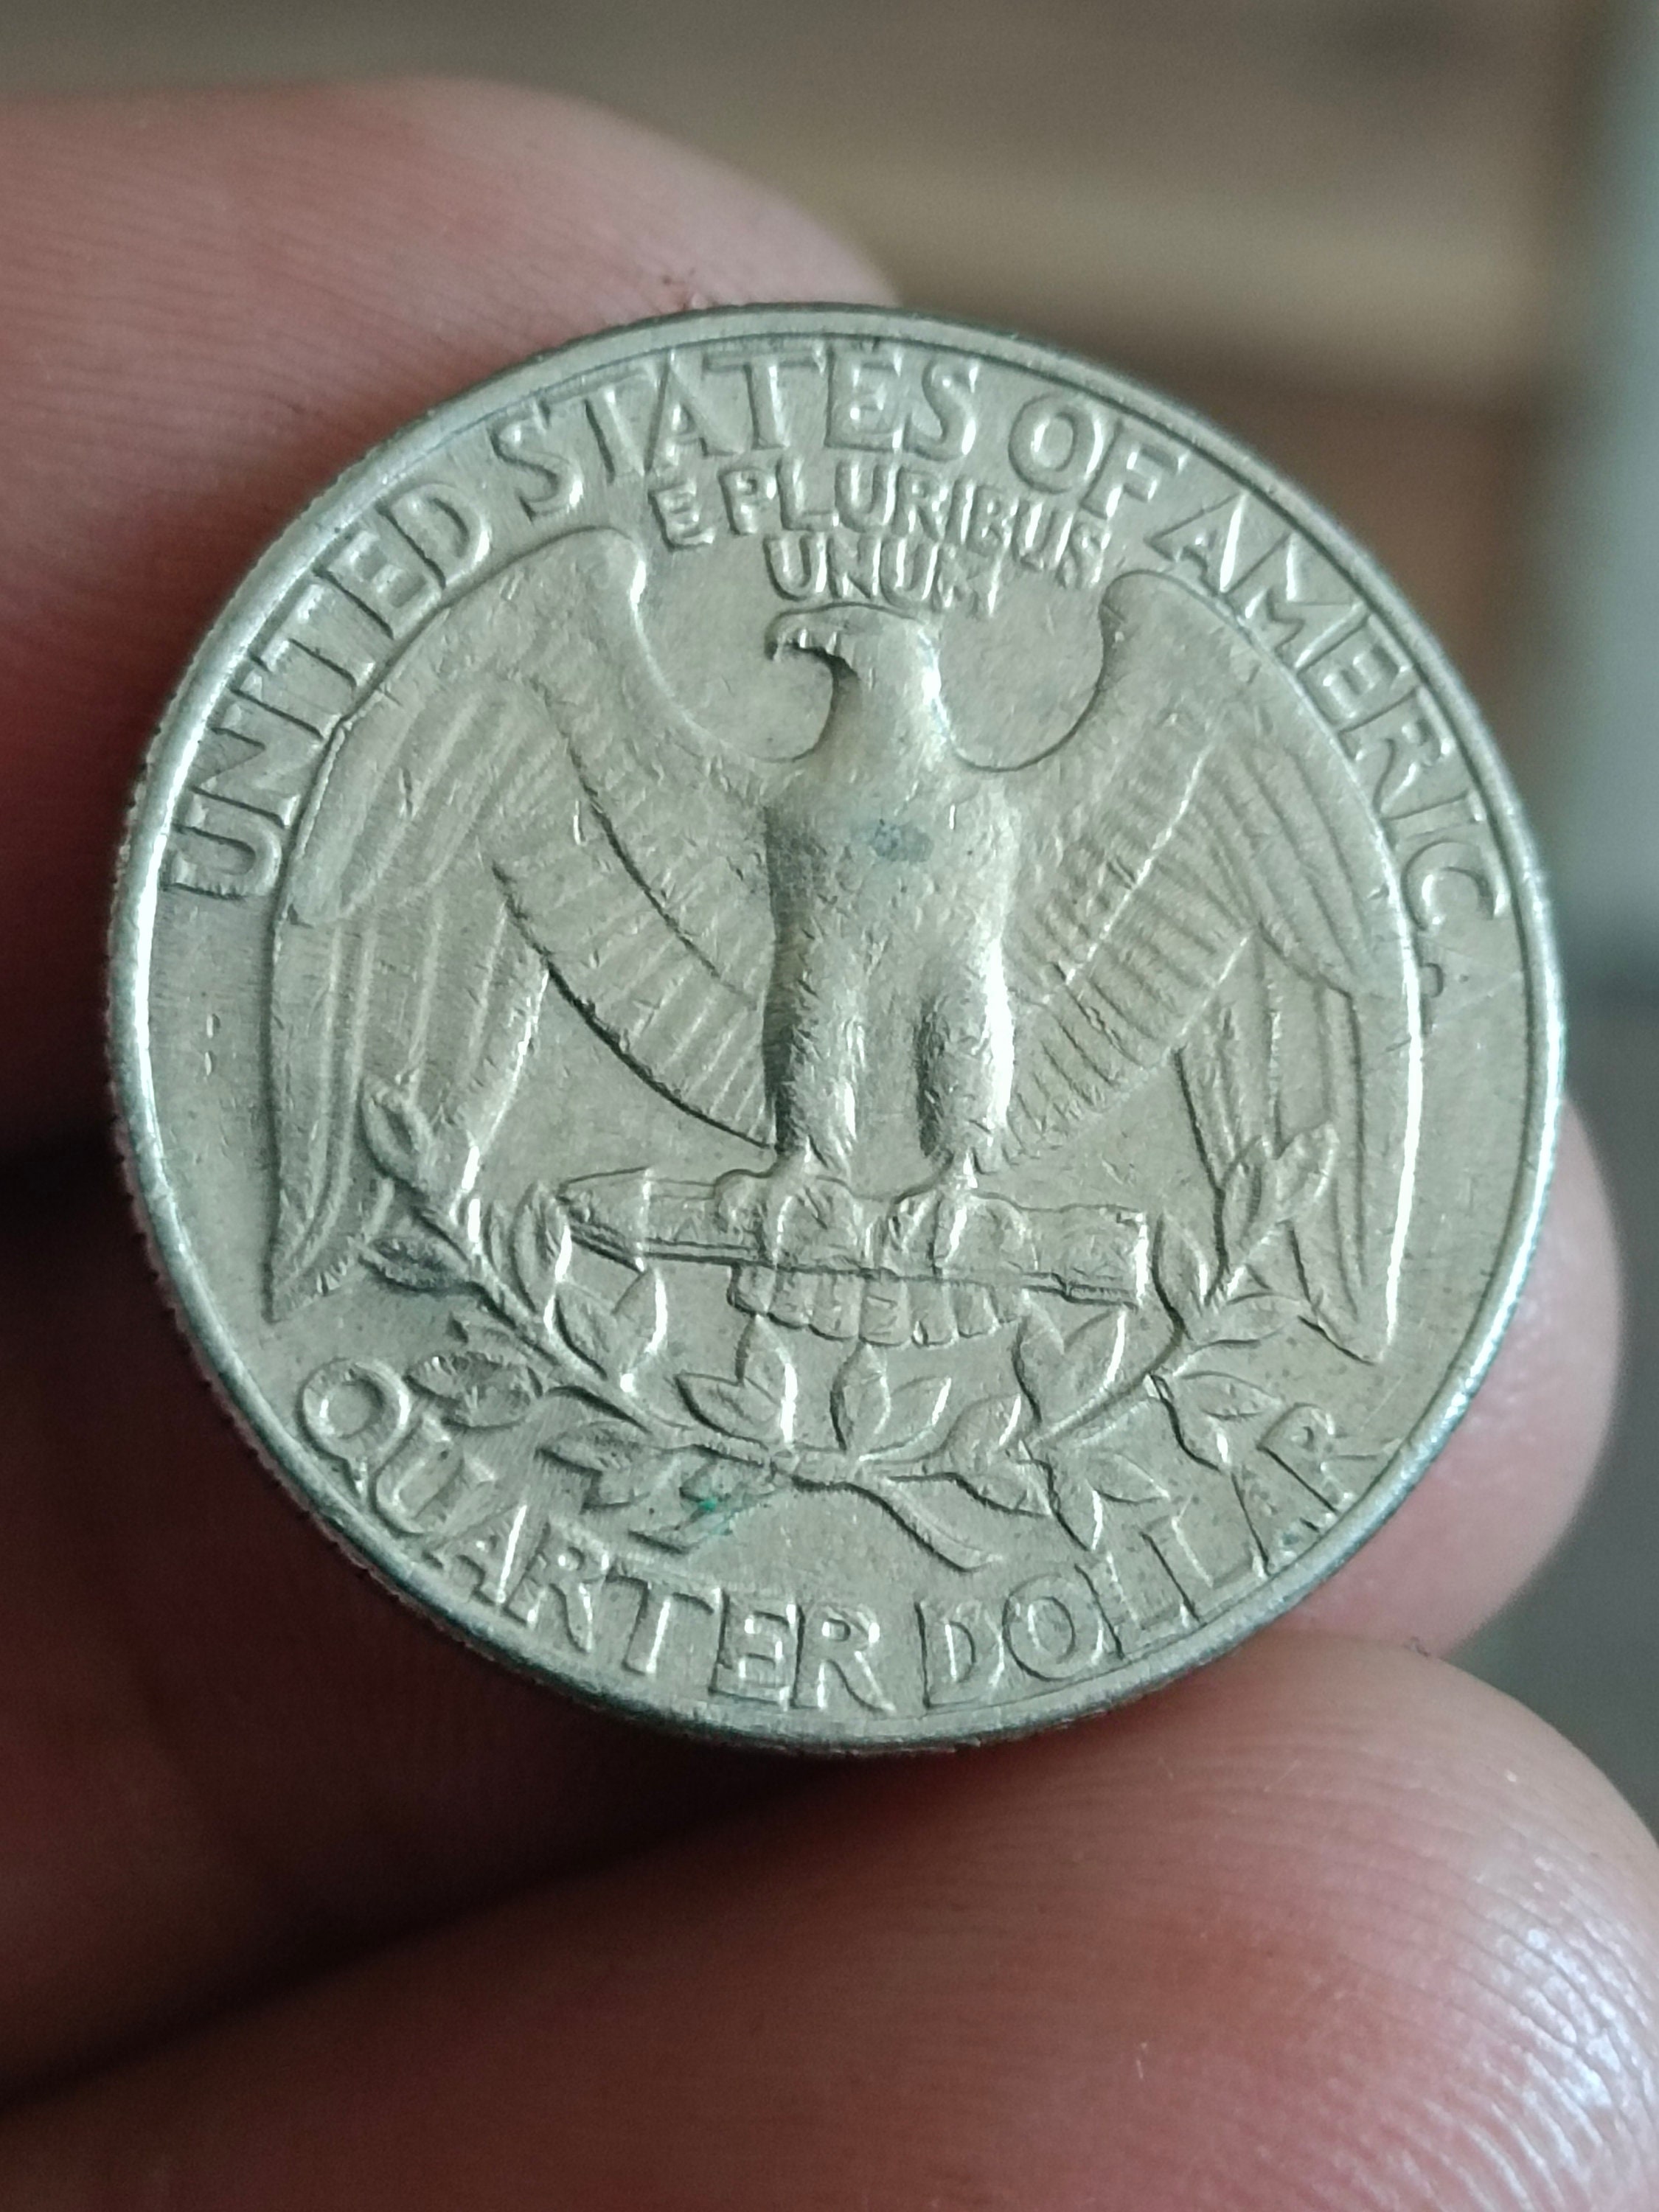 UNITED STATES OF AMERICA
E PLURIBUS
UNUM
QUARTER DOLLAR